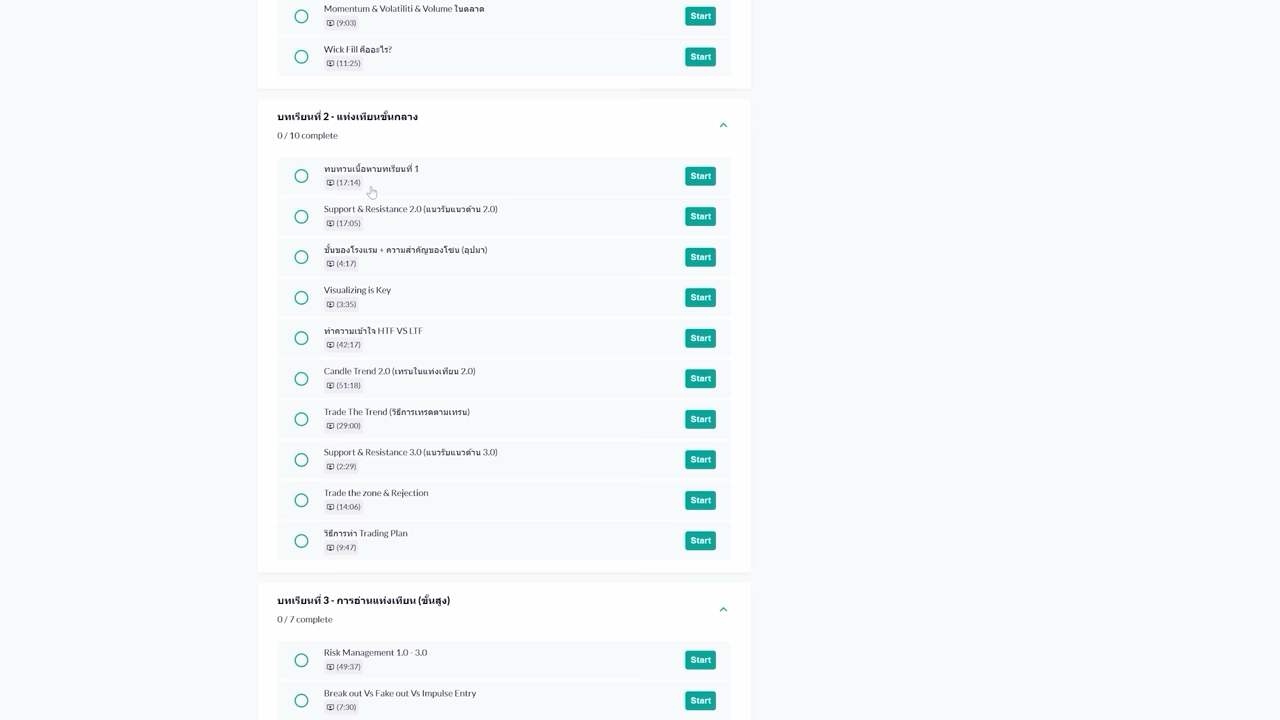 Momentum & Volatiliti & Volume ในตลาด
(9:03)
Start
Wick Fill คืออะไร?
(11:25)
Start
บทเรียนที่ 2 - แท่งเทียนขั้นกลาง
0 / 10 complete
ทบทวนเนื้อหาบทเรียนที่ 1
(17:14)
Start
Support & Resistance 2.0 (แนวรับแนวต้าน 2.0)
(17:05)
Start
ชั้นของโรงแรม + ความสำคัญของโซน (อุปมา)
(4:17)
Start
Visualizing is Key
(3:35)
Start
ทำความเข้าใจ HTF VS LTF
(42:17)
Start
Candle Trend 2.0 (เทรนในแท่งเทียน 2.0)
(51:18)
Start
Trade The Trend (วิธีการเทรดตามเทรน)
(29:00)
Start
Support & Resistance 3.0 (แนวรับแนวต้าน 3.0)
(2:29)
Start
Trade the zone & Rejection
(14:06)
Start
วิธีการทำ Trading Plan
(9:47)
Start
บทเรียนที่ 3 - การอ่านแท่งเทียน (ขั้นสูง)
0 / 7 complete
Risk Management 1.0 - 3.0
(49:37)
Start
Break out Vs Fake out Vs Impulse Entry
(7:30)
Start